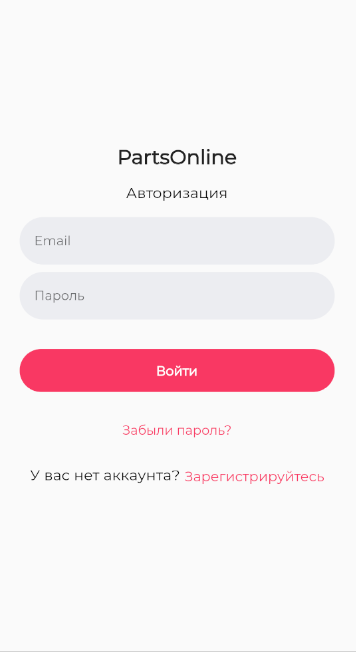 PartsOnline
Авторизация
Email
Пароль
Войти
Забыли пароль?
У вас нет аккаунта? Зарегистрируйтесь